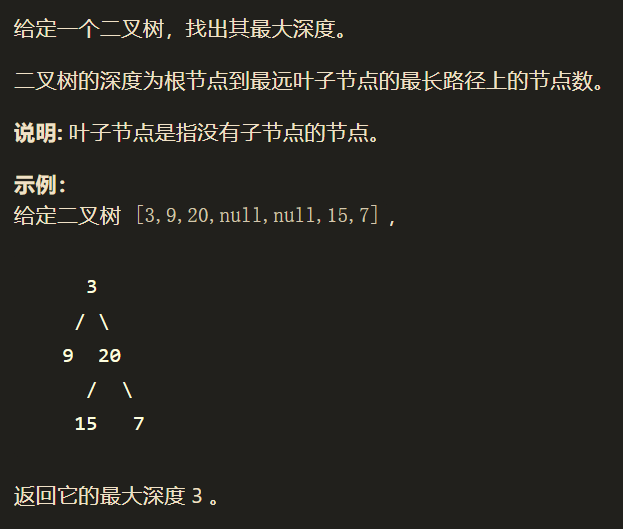 给定一个二叉树，找出其最大深度。
二叉树的深度为根节点到最远叶子节点的最长路径上的节点数。
说明: 叶子节点是指没有子节点的节点。
示例：
给定二叉树 [3,9,20,null,null,15,7]，
3
/ \
9 20
/ \
15 7
返回它的最大深度 3 。